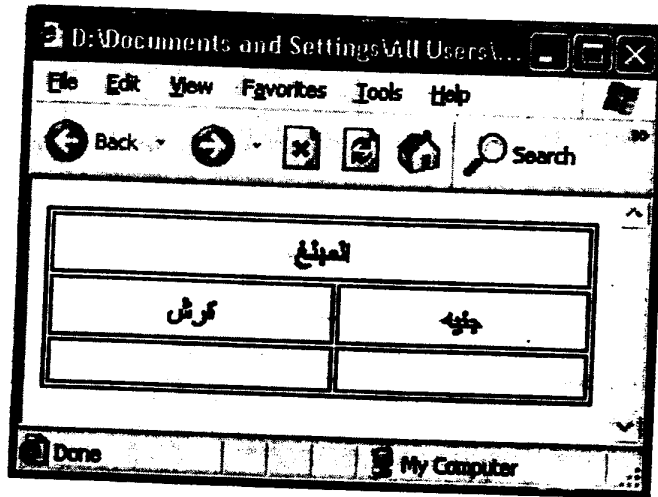 D:\Documents and Settings\All Users\...
File Edit View Favorites Tools Help
Back Search
المبلغ
جنيه قرش
Done My Computer